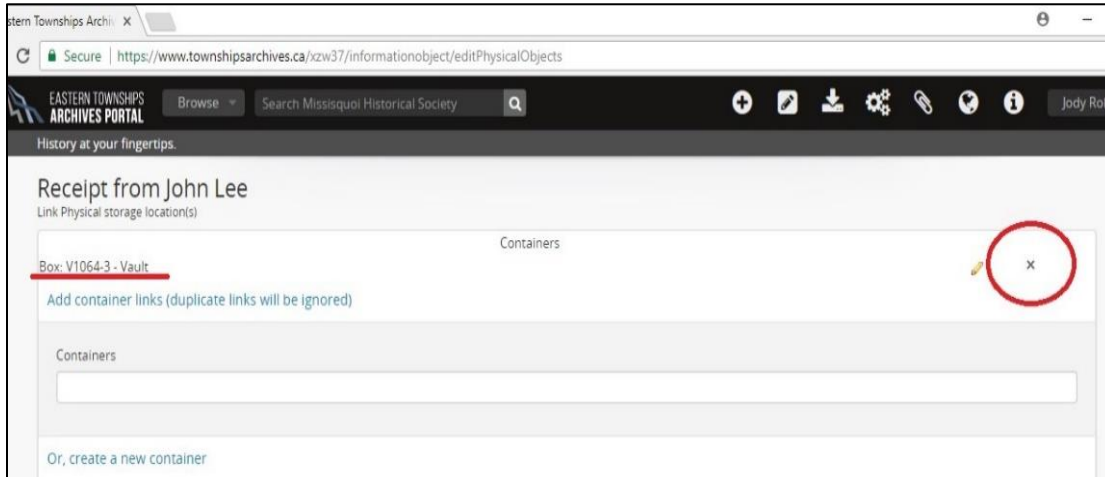 stern Townships Archiv X
Secure | https://www.townshipsarchives.ca/xzw37/informationobject/editPhysicalObjects
EASTERN TOWNSHIPS
ARCHIVES PORTAL
Browse
Search Missisquoi Historical Society
Jody Rol
History at your fingertips.
Receipt from John Lee
Link Physical storage location(s)
Containers
Box: V1064-3 - Vault
x
Add container links (duplicate links will be ignored)
Containers
Or, create a new container